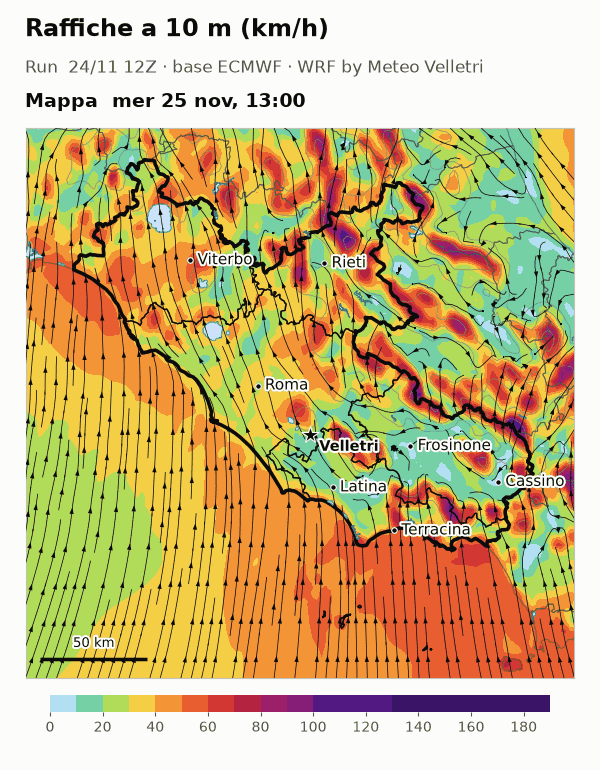 Raffiche a 10 m (km/h)
Run 24/11 12Z · base ECMWF · WRF by Meteo Velletri
Mappa mer 25 nov, 13:00
Viterbo
Rieti
Roma
Velletri
Frosinone
Latina
Cassino
Terracina
50 km
0 20 40 60 80 100 120 140 160 180